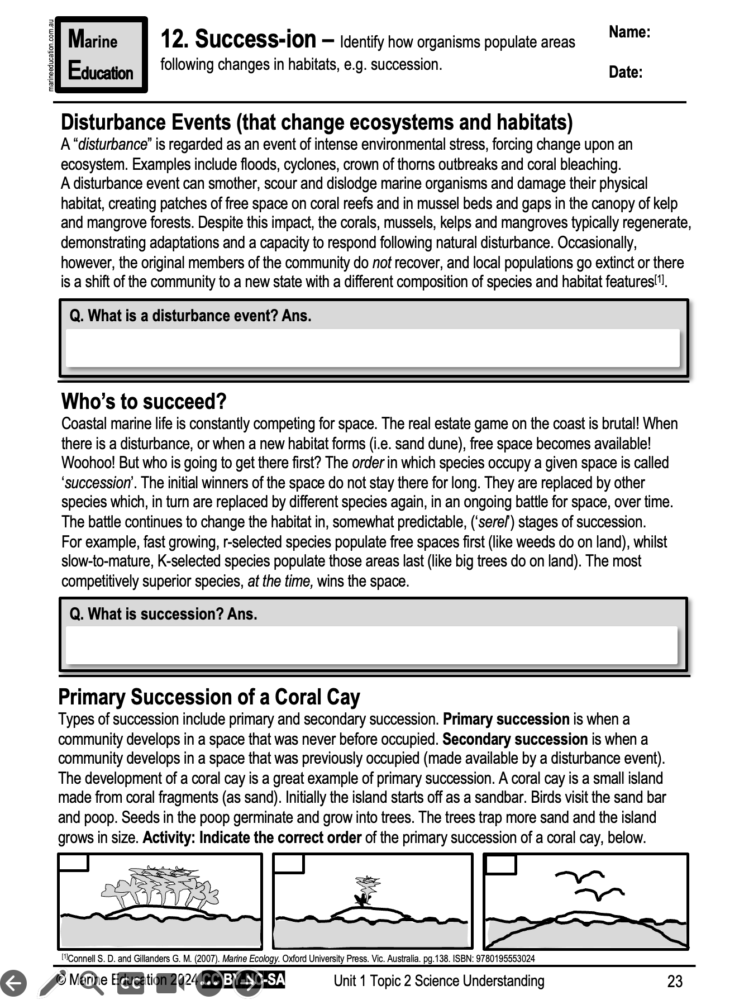 marineeducation.com.au
Marine
Education
12. Success-ion – Identify how organisms populate areas
following changes in habitats, e.g. succession.
Name:
Date:
Disturbance Events (that change ecosystems and habitats)
A “disturbance” is regarded as an event of intense environmental stress, forcing change upon an
ecosystem. Examples include floods, cyclones, crown of thorns outbreaks and coral bleaching.
A disturbance event can smother, scour and dislodge marine organisms and damage their physical
habitat, creating patches of free space on coral reefs and in mussel beds and gaps in the canopy of kelp
and mangrove forests. Despite this impact, the corals, mussels, kelps and mangroves typically regenerate,
demonstrating adaptations and a capacity to respond following natural disturbance. Occasionally,
however, the original members of the community do not recover, and local populations go extinct or there
is a shift of the community to a new state with a different composition of species and habitat features[1].
Q. What is a disturbance event? Ans.
Who’s to succeed?
Coastal marine life is constantly competing for space. The real estate game on the coast is brutal! When
there is a disturbance, or when a new habitat forms (i.e. sand dune), free space becomes available!
Woohoo! But who is going to get there first? The order in which species occupy a given space is called
‘succession’. The initial winners of the space do not stay there for long. They are replaced by other
species which, in turn are replaced by different species again, in an ongoing battle for space, over time.
The battle continues to change the habitat in, somewhat predictable, (‘serel’) stages of succession.
For example, fast growing, r-selected species populate free spaces first (like weeds do on land), whilst
slow-to-mature, K-selected species populate those areas last (like big trees do on land). The most
competitively superior species, at the time, wins the space.
Q. What is succession? Ans.
Primary Succession of a Coral Cay
Types of succession include primary and secondary succession. Primary succession is when a
community develops in a space that was never before occupied. Secondary succession is when a
community develops in a space that was previously occupied (made available by a disturbance event).
The development of a coral cay is a great example of primary succession. A coral cay is a small island
made from coral fragments (as sand). Initially the island starts off as a sandbar. Birds visit the sand bar
and poop. Seeds in the poop germinate and grow into trees. The trees trap more sand and the island
grows in size. Activity: Indicate the correct order of the primary succession of a coral cay, below.
[1]Connell S. D. and Gillanders G. M. (2007). Marine Ecology. Oxford University Press. Vic. Australia. pg.138. ISBN: 9780195553024
© Marine Education 2024 CC BY-NC-SA
CC
Unit 1 Topic 2 Science Understanding
23